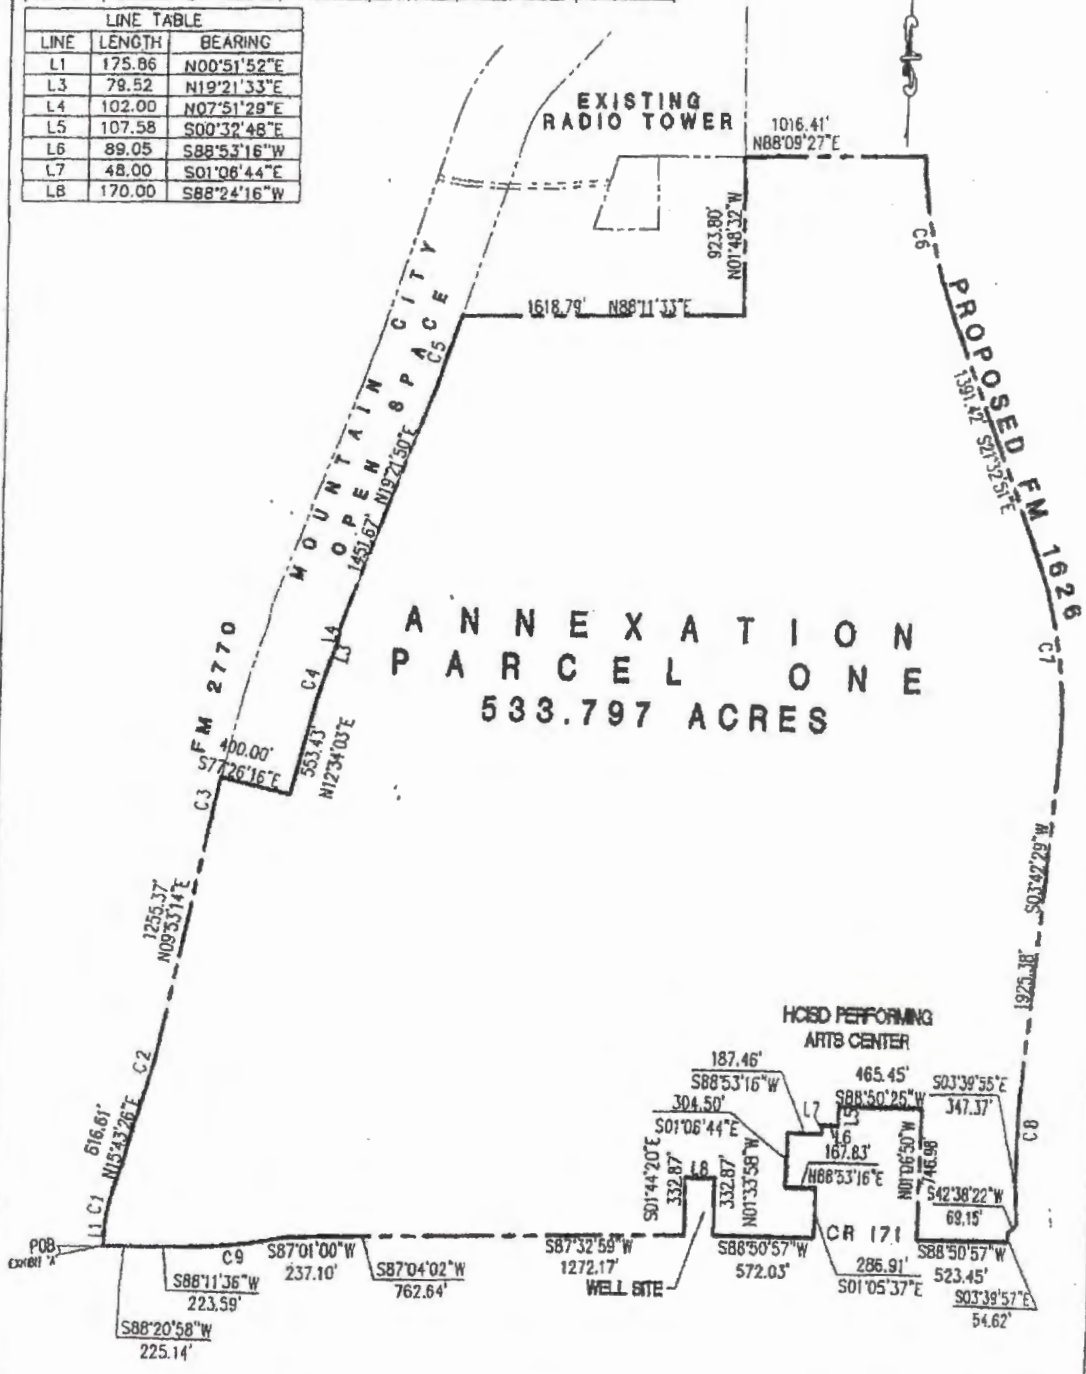 LINE TABLE
LINE LENGTH BEARING
L1 175.86 N00°51'52"E
L3 79.52 N19°21'33"E
L4 102.00 N07°51'29"E
L5 107.58 S00°32'48"E
L6 89.05 S88°53'16"W
L7 48.00 S01°06'44"E
L8 170.00 S88°24'16"W
EXISTING
RADIO TOWER
1016.41'
N88°09'27"E
923.80'
N01°48'32"W
C6
1618.79' N88°11'33"E
MOUNTAIN CITY
OPEN SPACE
C5
PROPOSED FM 1626
1391.42' S21°32'51"E
1451.67' N19°21'50"E
ANNEXATION
PARCEL ONE
533.797 ACRES
L4
L3
C4
C7
FM 2770
400.00'
S77°26'16"E
553.43'
N12°34'03"E
C3
1255.37'
N09°53'14"E
S03°42'29"W
1925.38'
C2
616.61'
N15°43'26"E
C1
L1
HCISD PERFORMING
ARTS CENTER
187.46'
S88°53'16"W
465.45'
S88°50'25"W
S03°39'55"E
347.37'
304.50'
S01°06'44"E
L7
L5
L6
C8
167.83'
N88°53'16"E
N01°06'50"W
746.98
S42°38'22"W
69.15'
S01°44'20"E
332.87'
L8
332.87'
N01°33'58"W
POB
EXHIBIT 'A'
C9
S87°01'00"W
237.10'
S87°04'02"W
762.64'
S87°32'59"W
1272.17'
WELL SITE
S88°50'57"W
572.03'
CR 171
286.91'
S01°05'37"E
S88°50'57"W
523.45'
S03°39'57"E
54.62'
S88°11'36"W
223.59'
S88°20'58"W
225.14'